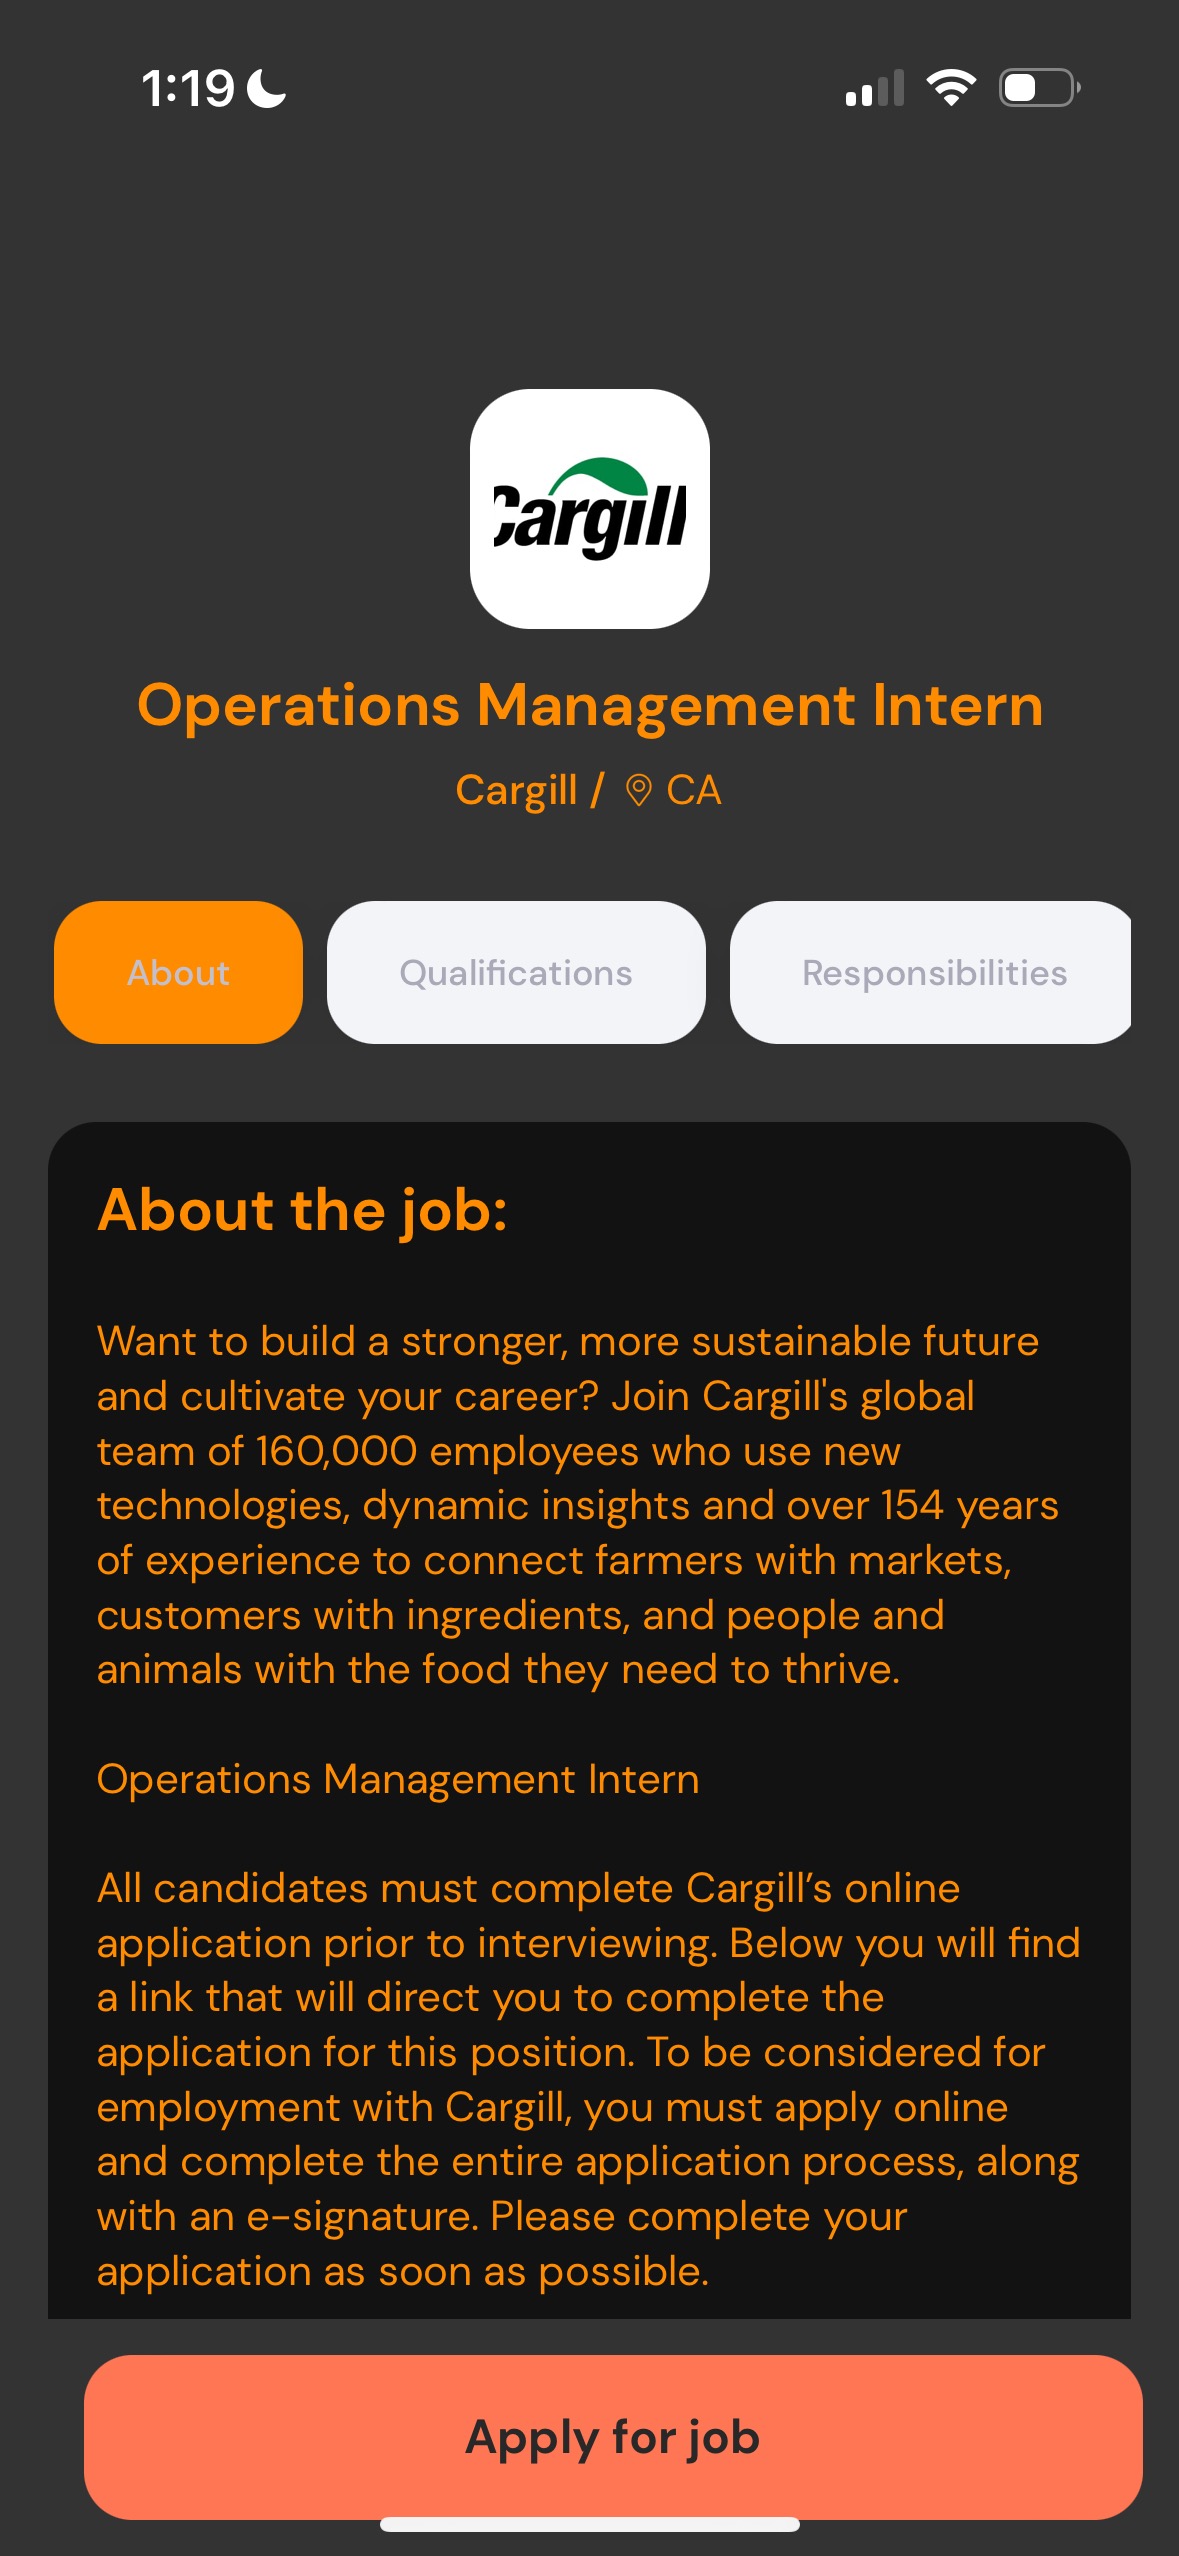 1:19
Cargill
Operations Management Intern
Cargill / CA
About
Qualifications
Responsibilities
About the job:
Want to build a stronger, more sustainable future
and cultivate your career? Join Cargill's global
team of 160,000 employees who use new
technologies, dynamic insights and over 154 years
of experience to connect farmers with markets,
customers with ingredients, and people and
animals with the food they need to thrive.
Operations Management Intern
All candidates must complete Cargill’s online
application prior to interviewing. Below you will find
a link that will direct you to complete the
application for this position. To be considered for
employment with Cargill, you must apply online
and complete the entire application process, along
with an e-signature. Please complete your
application as soon as possible.
Apply for job